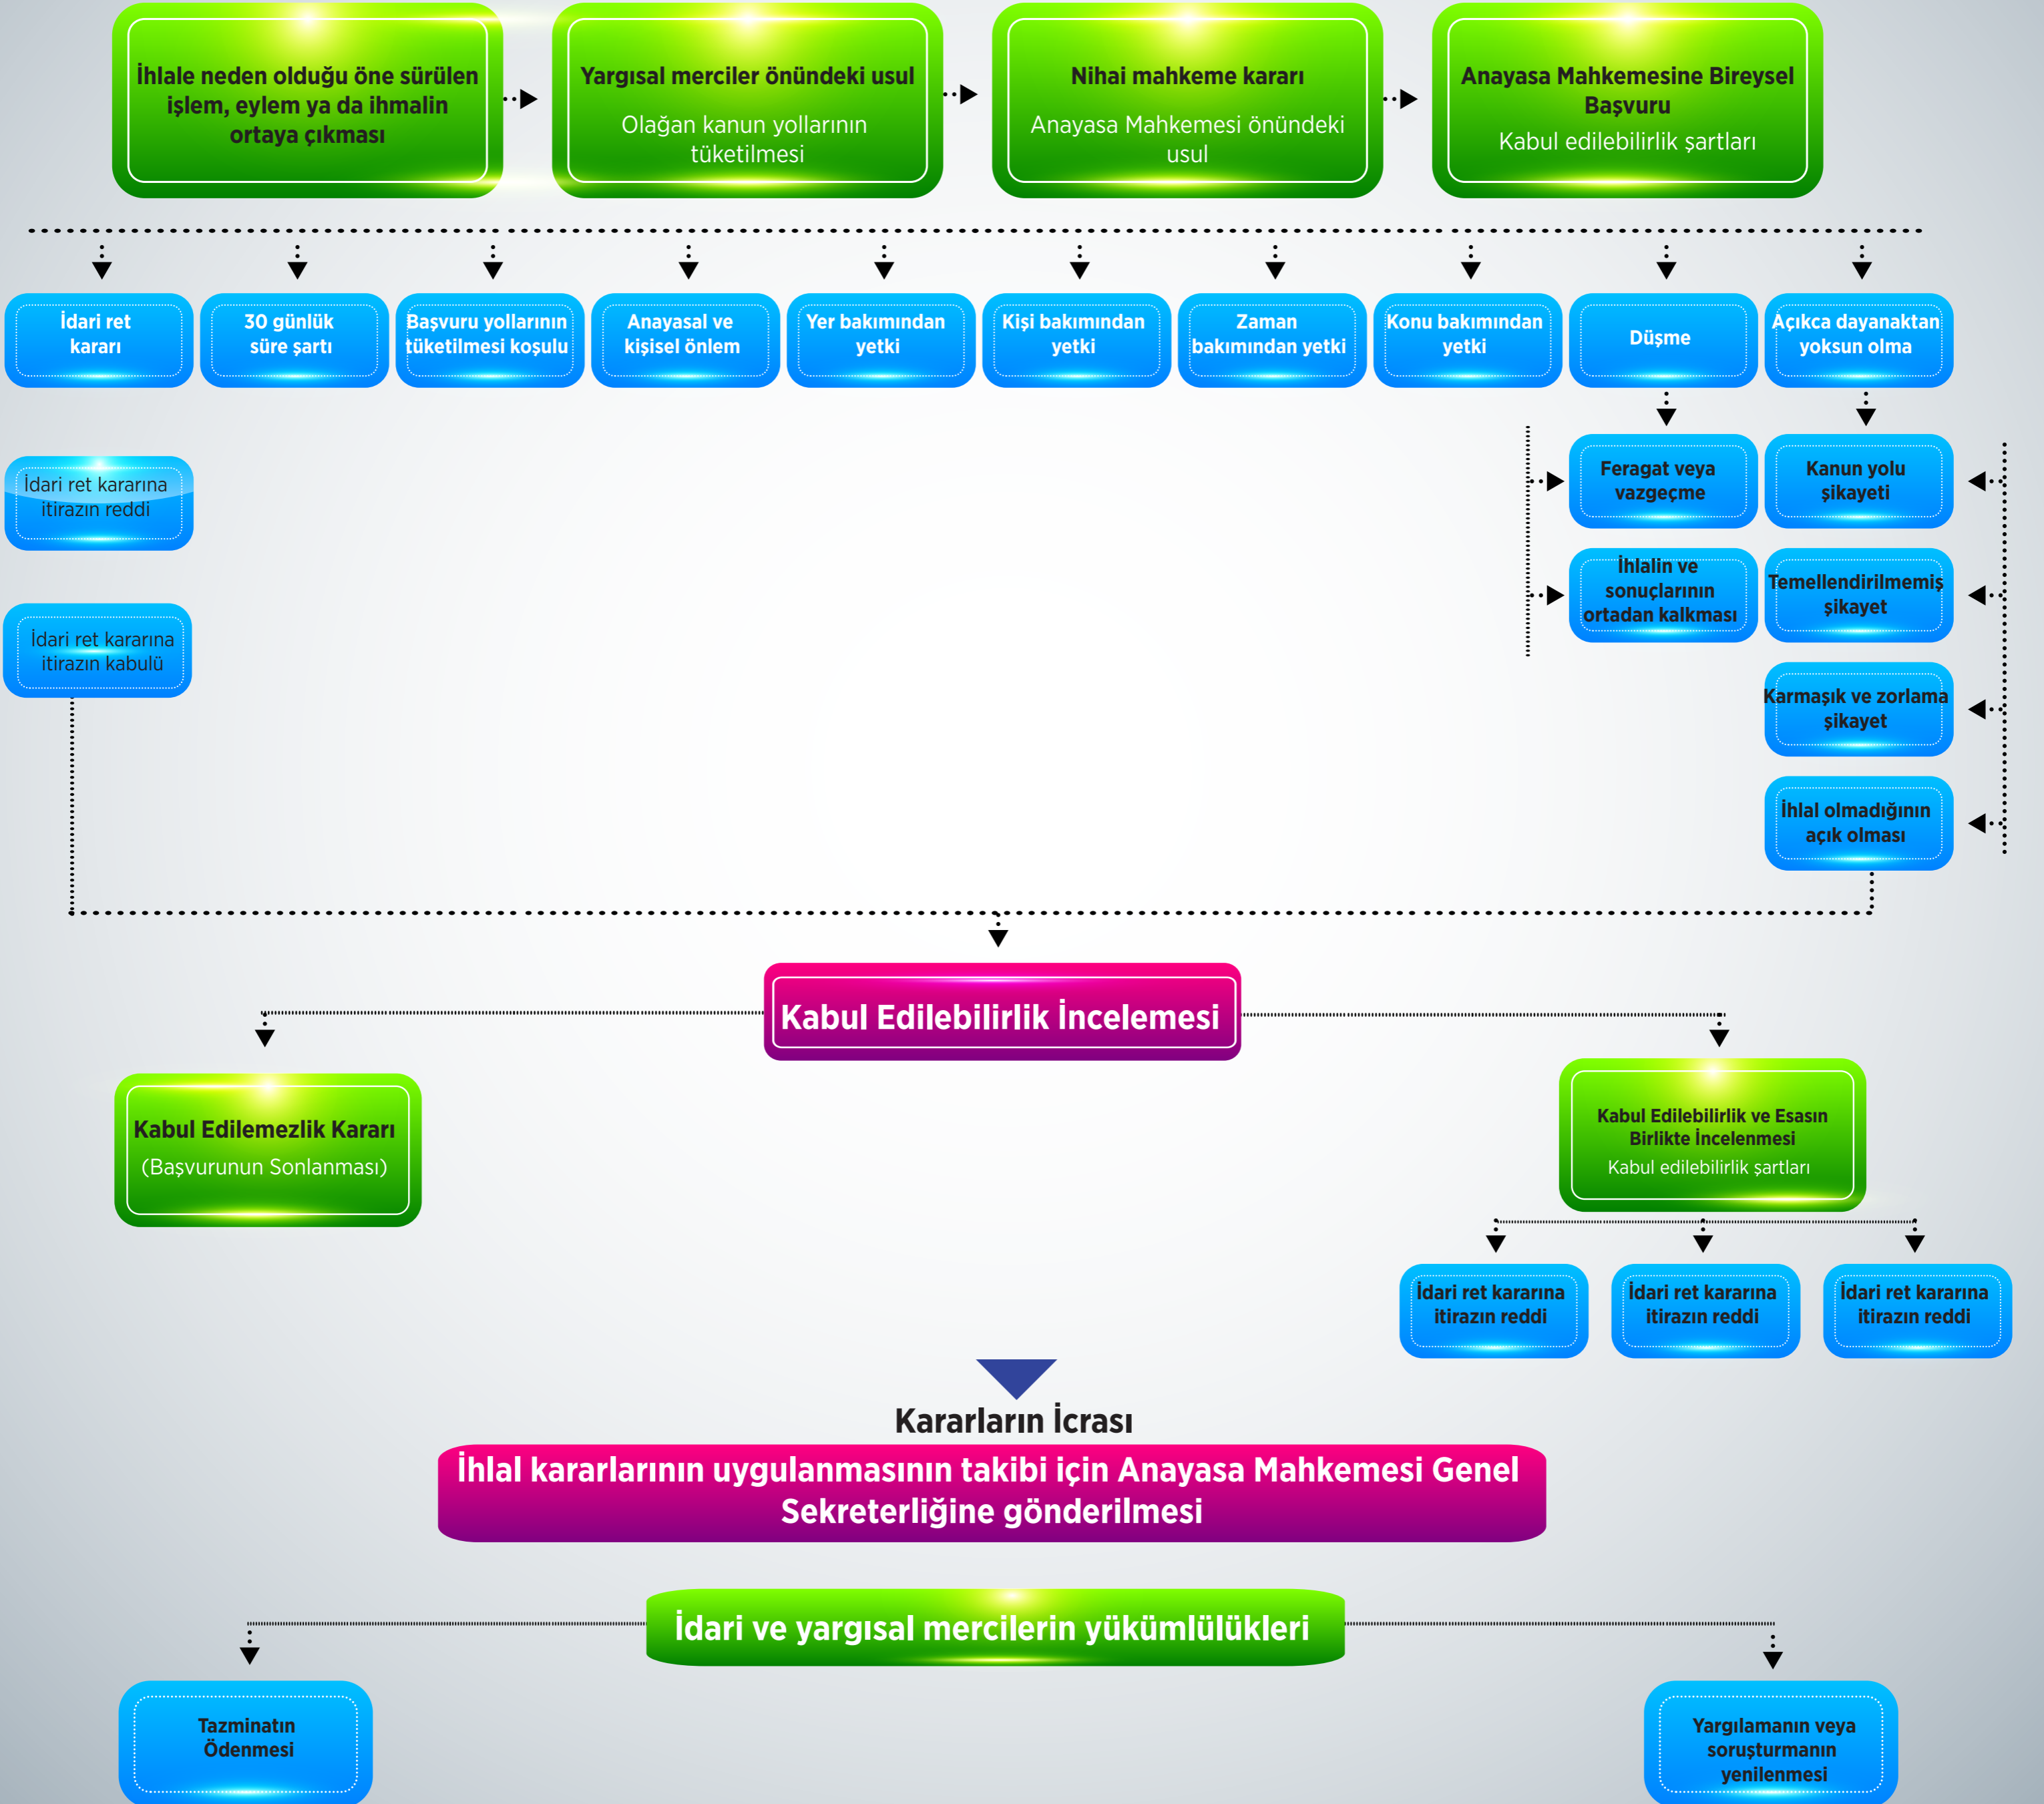 İhlale neden olduğu öne sürülen
işlem, eylem ya da ihmalin
ortaya çıkması
Yargısal merciler önündeki usul
Olağan kanun yollarının
tüketilmesi
Nihai mahkeme kararı
Anayasa Mahkemesi önündeki
usul
Anayasa Mahkemesine Bireysel
Başvuru
Kabul edilebilirlik şartları
İdari ret
kararı
30 günlük
süre şartı
Başvuru yollarının
tüketilmesi koşulu
Anayasal ve
kişisel önlem
Yer bakımından
yetki
Kişi bakımından
yetki
Zaman
bakımından yetki
Konu bakımından
yetki
Düşme
Açıkca dayanaktan
yoksun olma
İdari ret kararına
itirazın reddi
İdari ret kararına
itirazın kabulü
Feragat veya
vazgeçme
İhlalin ve
sonuçlarının
ortadan kalkması
Kanun yolu
şikayeti
Temellendirilmemiş
şikayet
Karmaşık ve zorlama
şikayet
İhlal olmadığının
açık olması
Kabul Edilebilirlik İncelemesi
Kabul Edilemezlik Kararı
(Başvurunun Sonlanması)
Kabul Edilebilirlik ve Esasın
Birlikte İncelenmesi
Kabul edilebilirlik şartları
İdari ret kararına
itirazın reddi
İdari ret kararına
itirazın reddi
İdari ret kararına
itirazın reddi
Kararların İcrası
İhlal kararlarının uygulanmasının takibi için Anayasa Mahkemesi Genel
Sekreterliğine gönderilmesi
İdari ve yargısal mercilerin yükümlülükleri
Tazminatın
Ödenmesi
Yargılamanın veya
soruşturmanın
yenilenmesi